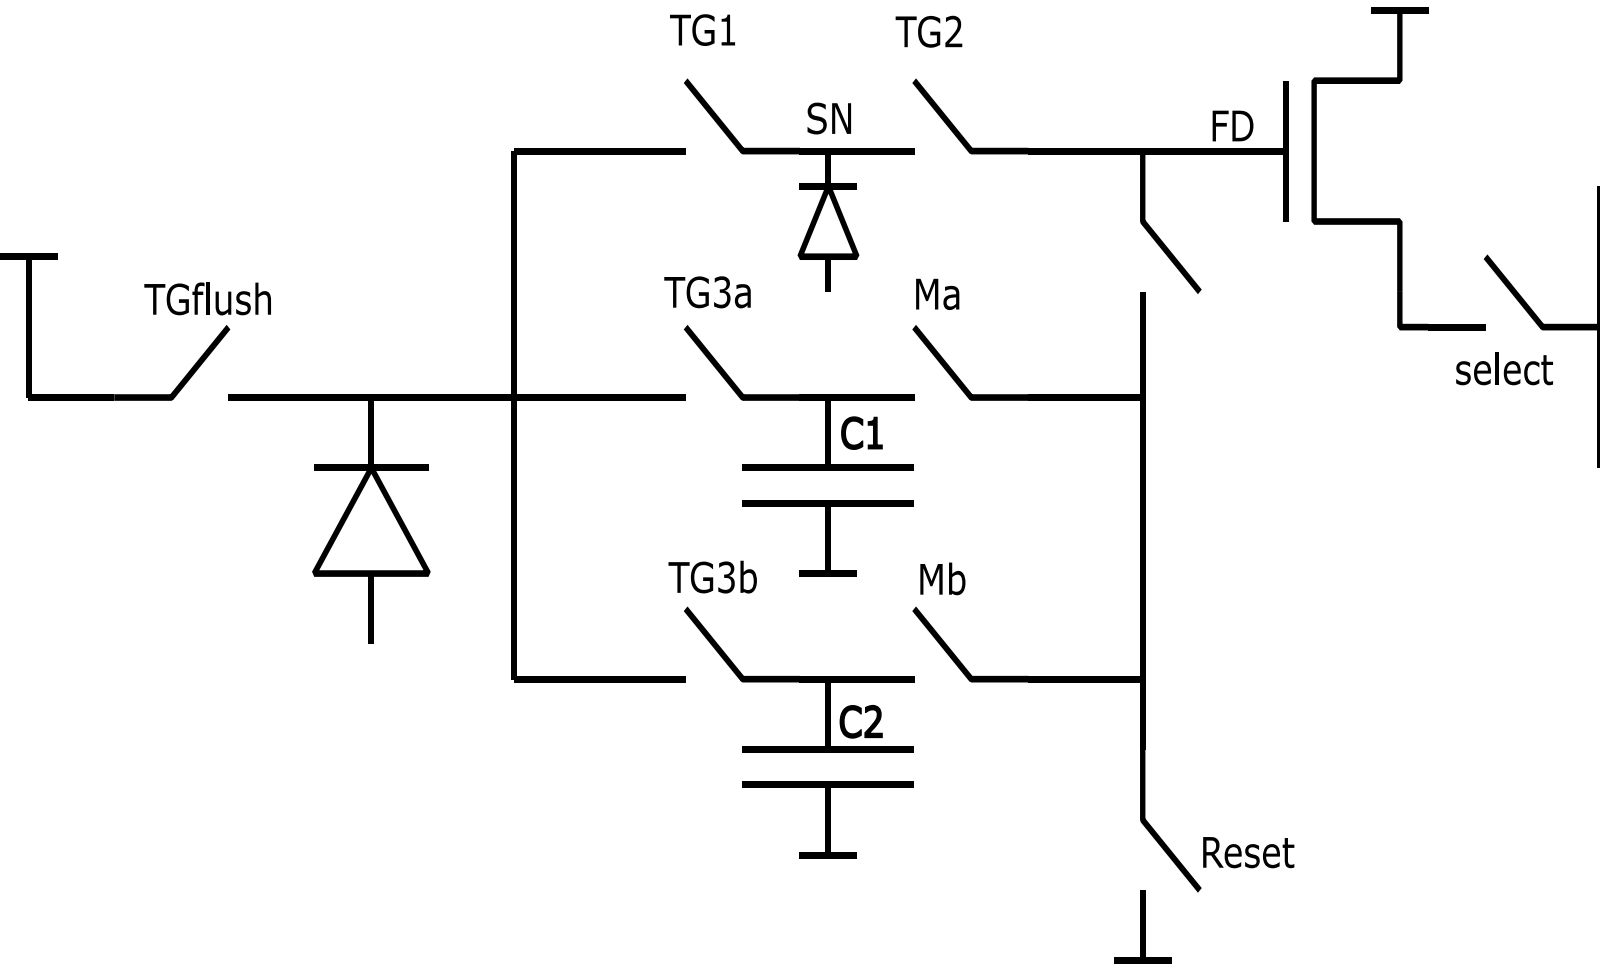 TG1
TG2
SN
FD
TGflush
TG3a
Ma
select
C1
TG3b
Mb
C2
Reset